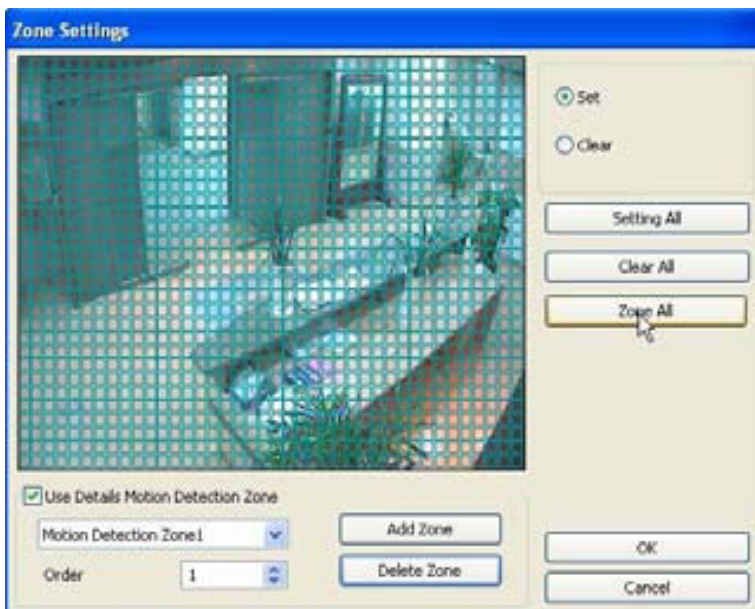 Zone Settings
Set
Clear
Setting All
Clear All
Zone All
Use Details Motion Detection Zone
Motion Detection Zone1
Add Zone
Order
1
Delete Zone
OK
Cancel